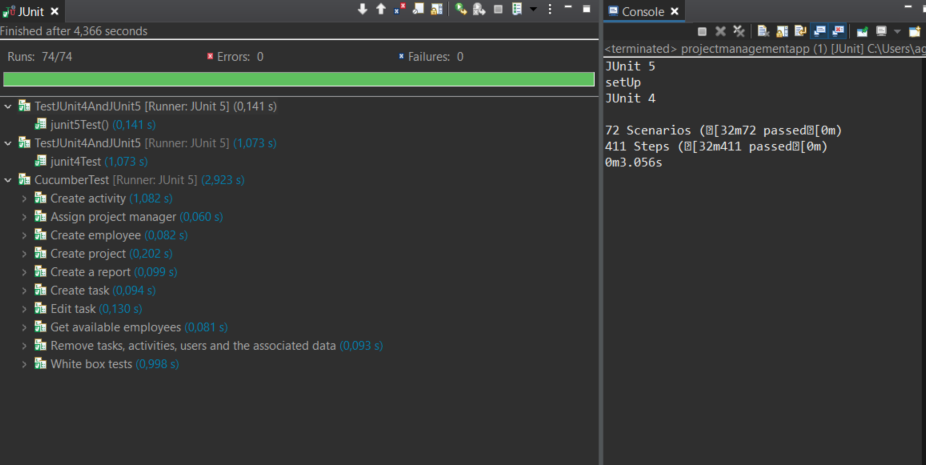 JUnit
Finished after 4,366 seconds
Runs: 74/74 Errors: 0 Failures: 0
TestJUnit4AndJUnit5 [Runner: JUnit 5] (0,141 s)
junit5Test() (0,141 s)
TestJUnit4AndJUnit5 [Runner: JUnit 5] (1,073 s)
junit4Test (1,073 s)
CucumberTest [Runner: JUnit 5] (2,923 s)
Create activity (1,082 s)
Assign project manager (0,060 s)
Create employee (0,082 s)
Create project (0,202 s)
Create a report (0,099 s)
Create task (0,094 s)
Edit task (0,130 s)
Get available employees (0,081 s)
Remove tasks, activities, users and the associated data (0,093 s)
White box tests (0,998 s)
Console
<terminated> projectmanagementapp (1) [JUnit] C:\Users\ag
JUnit 5
setUp
JUnit 4
72 Scenarios ([32m72 passed[0m)
411 Steps ([32m411 passed[0m)
0m3.056s